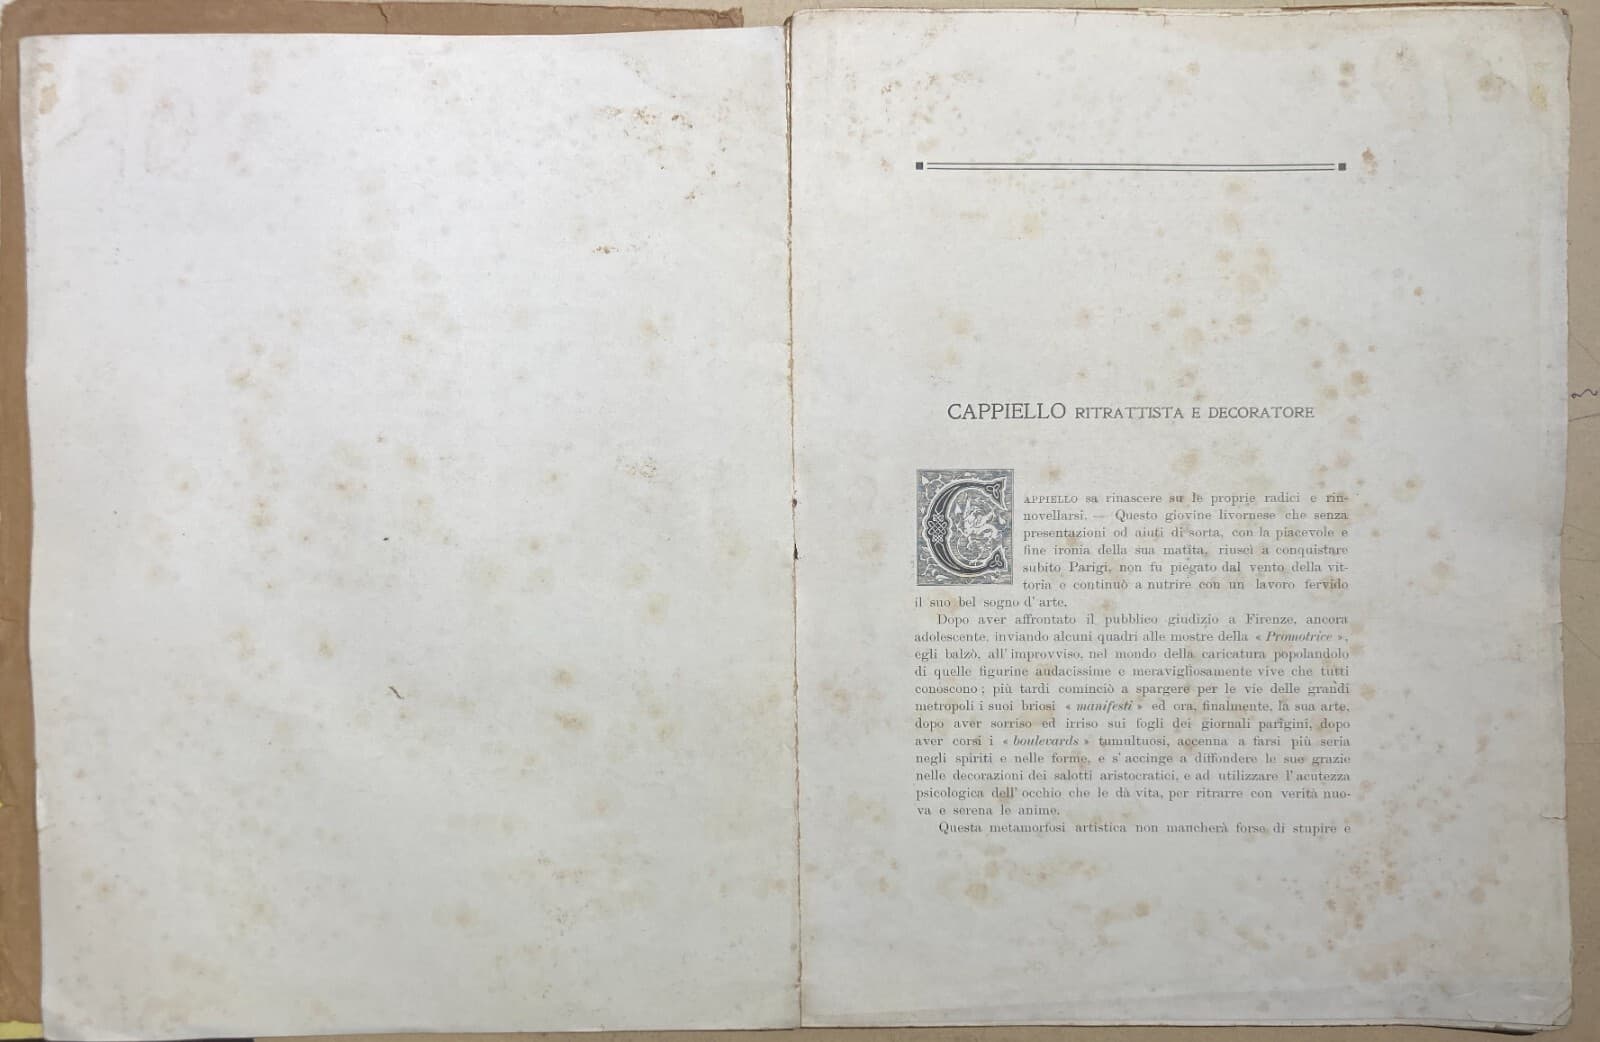 CAPPIELLO RITRATTISTA E DECORATORE
CAPPIELLO sa rinascere su le proprie radici e rin-
novellarsi. — Questo giovine livornese che senza
presentazioni od aiuti di sorta, con la piacevole e
fine ironia della sua matita, riuscì a conquistare
subito Parigi, non fu piegato dal vento della vit-
toria e continuò a nutrire con un lavoro fervido
il suo bel sogno d' arte.
Dopo aver affrontato il pubblico giudizio a Firenze, ancora
adolescente, inviando alcuni quadri alle mostre della « Promotrice »,
egli balzò, all' improvviso, nel mondo della caricatura popolandolo
di quelle figurine audacissime e meravigliosamente vive che tutti
conoscono ; più tardi cominciò a spargere per le vie delle grandi
metropoli i suoi briosi « manifesti » ed ora, finalmente, la sua arte,
dopo aver sorriso ed irriso sui fogli dei giornali parigini, dopo
aver corsi i « boulevards » tumultuosi, accenna a farsi più seria
negli spiriti e nelle forme, e s' accinge a diffondere le sue grazie
nelle decorazioni dei salotti aristocratici, e ad utilizzare l' acutezza
psicologica dell' occhio che le dà vita, per ritrarre con verità nuo-
va e serena le anime.
Questa metamorfosi artistica non mancherà forse di stupire e